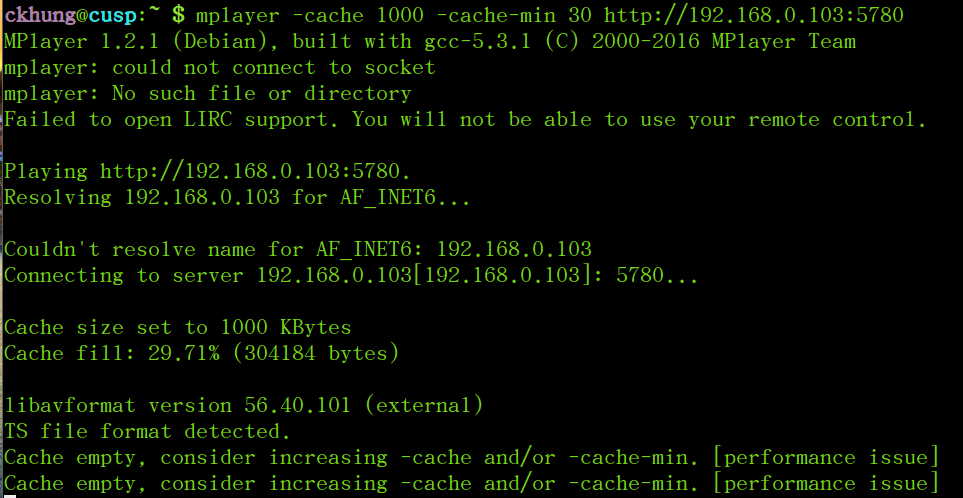 ckhung@cusp:~ $ mplayer -cache 1000 -cache-min 30 http://192.168.0.103:5780
MPlayer 1.2.1 (Debian), built with gcc-5.3.1 (C) 2000-2016 MPlayer Team
mplayer: could not connect to socket
mplayer: No such file or directory
Failed to open LIRC support. You will not be able to use your remote control.
Playing http://192.168.0.103:5780.
Resolving 192.168.0.103 for AF_INET6...
Couldn't resolve name for AF_INET6: 192.168.0.103
Connecting to server 192.168.0.103[192.168.0.103]: 5780...
Cache size set to 1000 KBytes
Cache fill: 29.71% (304184 bytes)
libavformat version 56.40.101 (external)
TS file format detected.
Cache empty, consider increasing -cache and/or -cache-min. [performance issue]
Cache empty, consider increasing -cache and/or -cache-min. [performance issue]